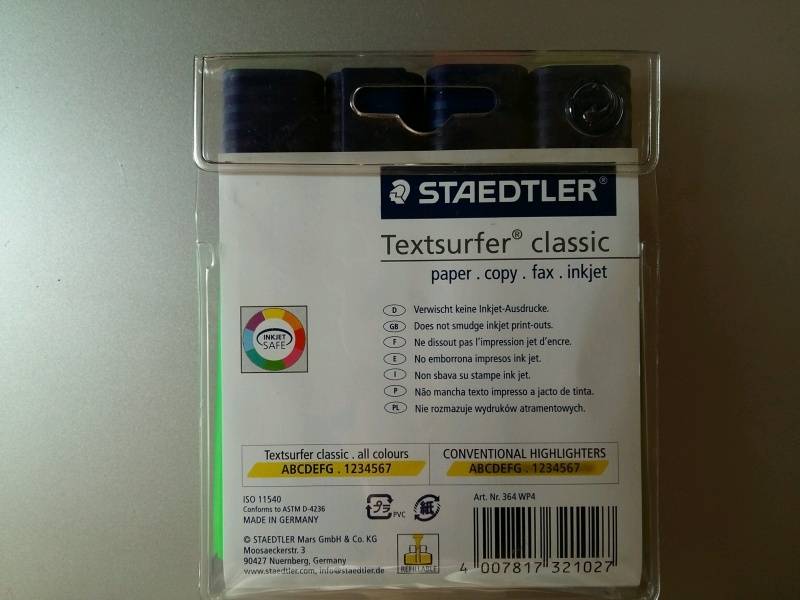 STAEDTLER®
Textsurfer® classic
paper . copy . fax . inkjet
INKJET
SAFE
D Verwischt keine Inkjet-Ausdrucke.
GB Does not smudge inkjet print-outs.
F Ne dissout pas l'impression jet d'encre.
E No emborrona impresos ink jet.
I Non sbava su stampe ink jet.
P Não mancha texto impresso a jacto de tinta.
PL Nie rozmazuje wydruków atramentowych.
Textsurfer classic . all colours
ABCDEFG . 1234567
CONVENTIONAL HIGHLIGHTERS
ABCDEFG . 1234567
ISO 11540
Conforms to ASTM D-4236
MADE IN GERMANY
プラ
PVC
紙
Art. Nr. 364 WP4
© STAEDTLER Mars GmbH & Co. KG
Moosaeckerstr. 3
90427 Nuernberg, Germany
www.staedtler.com, info@staedtler.de
REFILLABLE
4 007817 321027